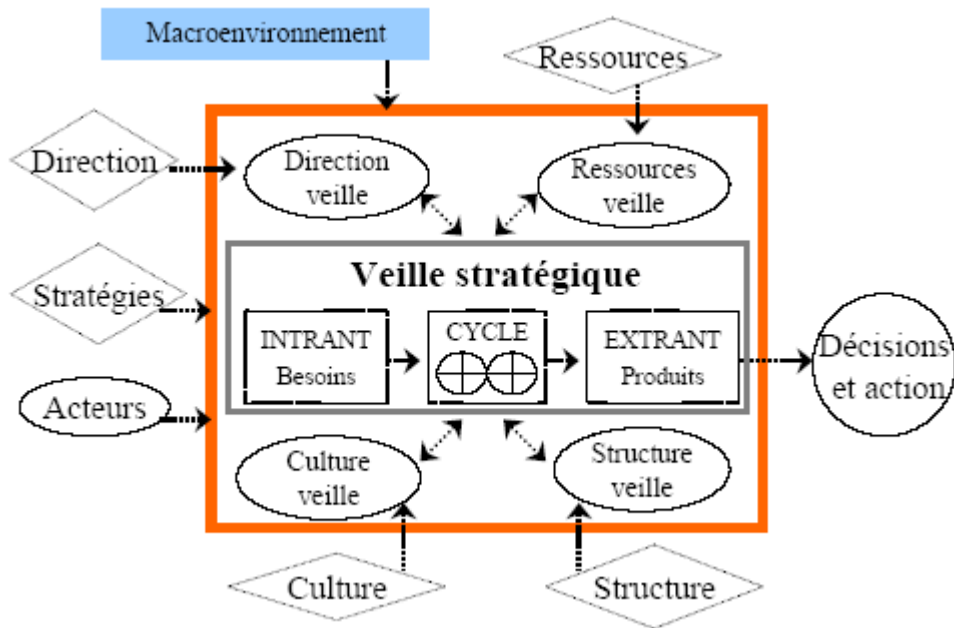 Macroenvironnement
Ressources
Direction
Direction
veille
Ressources
veille
Stratégies
Veille stratégique
INTRANT
Besoins
CYCLE
EXTRANT
Produits
Décisions
et action
Acteurs
Culture
veille
Structure
veille
Culture
Structure